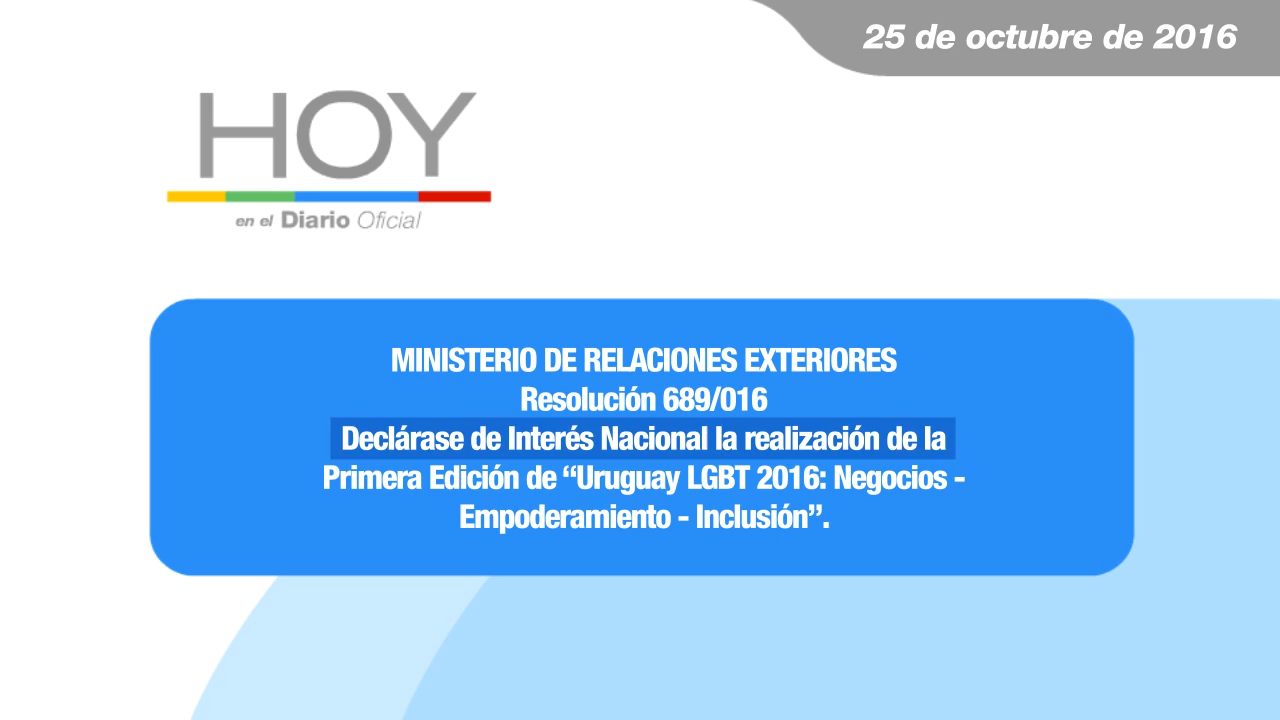 25 de octubre de 2016
HOY
en el Diario Oficial
MINISTERIO DE RELACIONES EXTERIORES
Resolución 689/016
Declárase de Interés Nacional la realización de la
Primera Edición de “Uruguay LGBT 2016: Negocios -
Empoderamiento - Inclusión”.